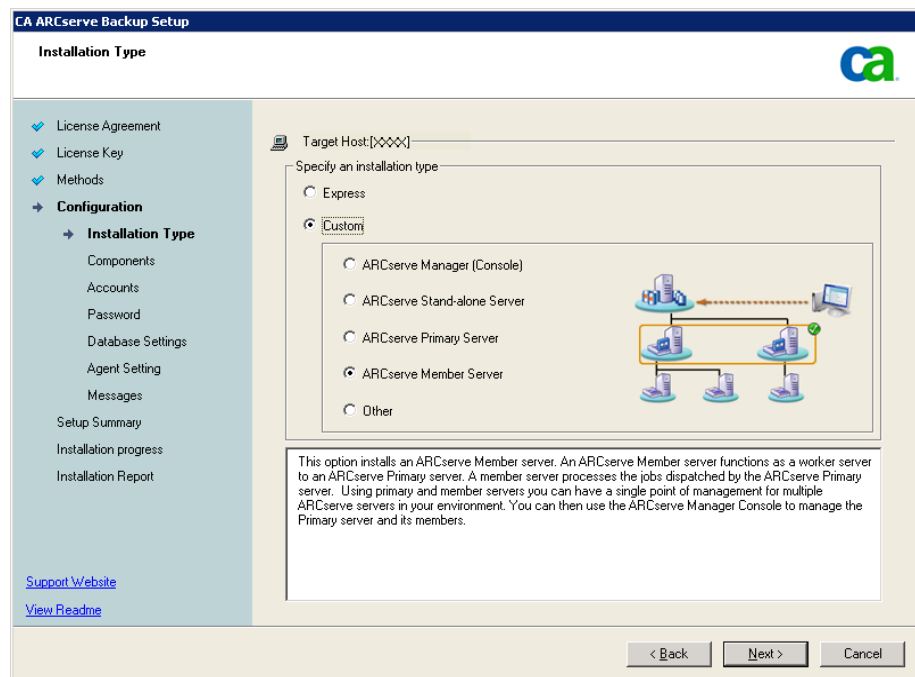 CA ARCserve Backup Setup
Installation Type
ca
License Agreement
License Key
Methods
Configuration
Installation Type
Components
Accounts
Password
Database Settings
Agent Setting
Messages
Setup Summary
Installation progress
Installation Report
Support Website
View Readme
Target Host:[XXXX]
Specify an installation type
Express
Custom
ARCserve Manager (Console)
ARCserve Stand-alone Server
ARCserve Primary Server
ARCserve Member Server
Other
This option installs an ARCserve Member server. An ARCserve Member server functions as a worker server
to an ARCserve Primary server. A member server processes the jobs dispatched by the ARCserve Primary
server.  Using primary and member servers you can have a single point of management for multiple
ARCserve servers in your environment. You can then use the ARCserve Manager Console to manage the
Primary server and its members.
< Back
Next >
Cancel